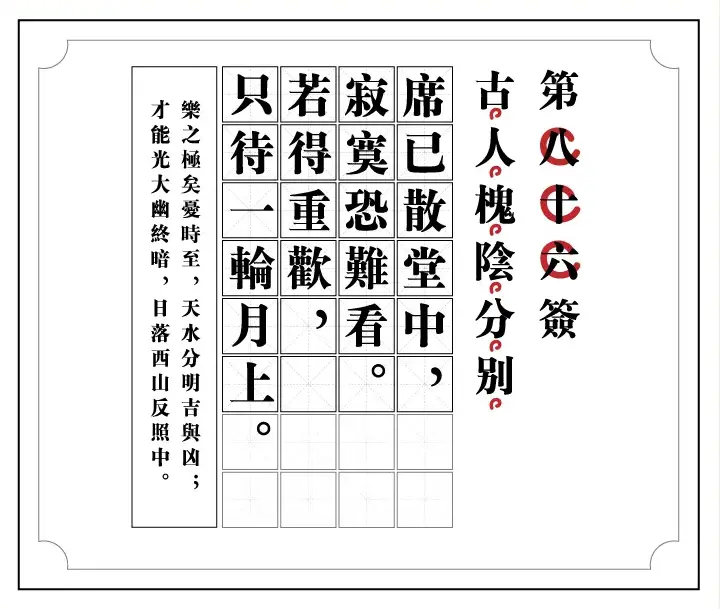 第八十六簽
古人槐陰分别
席已散堂中，
寂寞恐難看。
若得重歡，
只待一輪月上。
樂之極矣憂時至，天水分明吉與凶；
才能光大幽終暗，日落西山反照中。